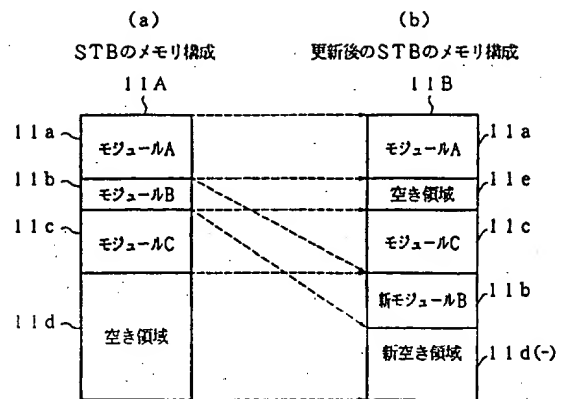 (a)
STBのメモリ構成
11A
11a
モジュールA
11b
モジュールB
11c
モジュールC
11d
空き領域
(b)
更新後のSTBのメモリ構成
11B
モジュールA
11a
空き領域
11e
モジュールC
11c
新モジュールB
11b
新空き領域
11d(-)